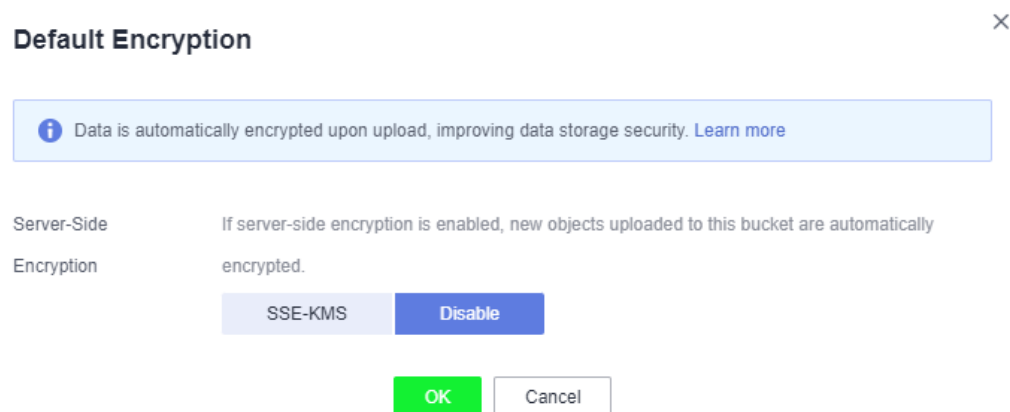 Default Encryption
Data is automatically encrypted upon upload, improving data storage security. Learn more
Server-Side Encryption
If server-side encryption is enabled, new objects uploaded to this bucket are automatically
encrypted.
SSE-KMS Disable
OK Cancel